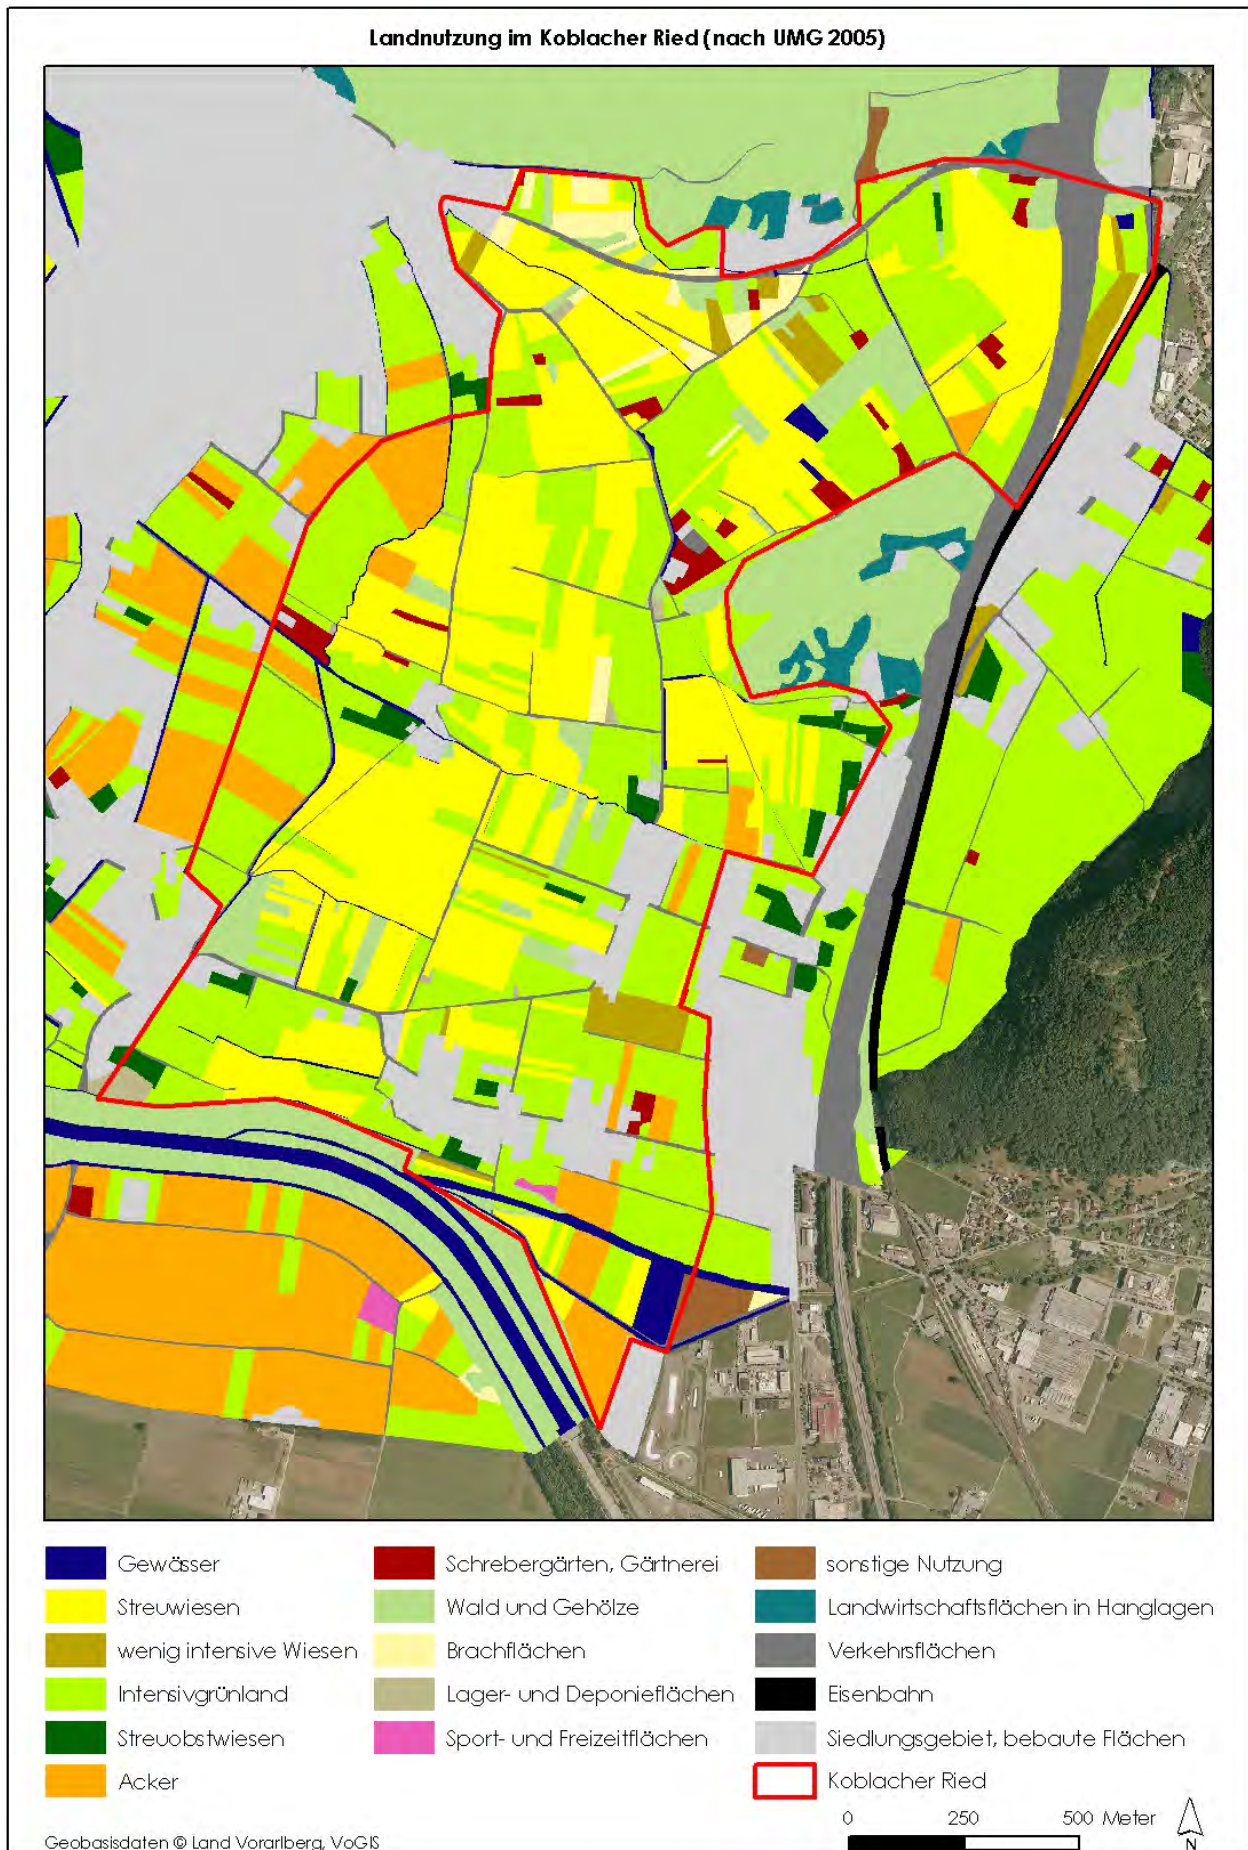 Landnutzung im Koblacher Ried (nach UMG 2005)
Gewässer
Streuwiesen
wenig intensive Wiesen
Intensivgrünland
Streuobstwiesen
Acker
Schrebergärten, Gärtnerei
Wald und Gehölze
Brachflächen
Lager- und Deponieflächen
Sport- und Freizeitflächen
sonstige Nutzung
Landwirtschaftsflächen in Hanglagen
Verkehrsflächen
Eisenbahn
Siedlungsgebiet, bebaute Flächen
Koblacher Ried
0 250 500 Meter
N
Geobasisdaten © Land Vorarlberg, VoGIS